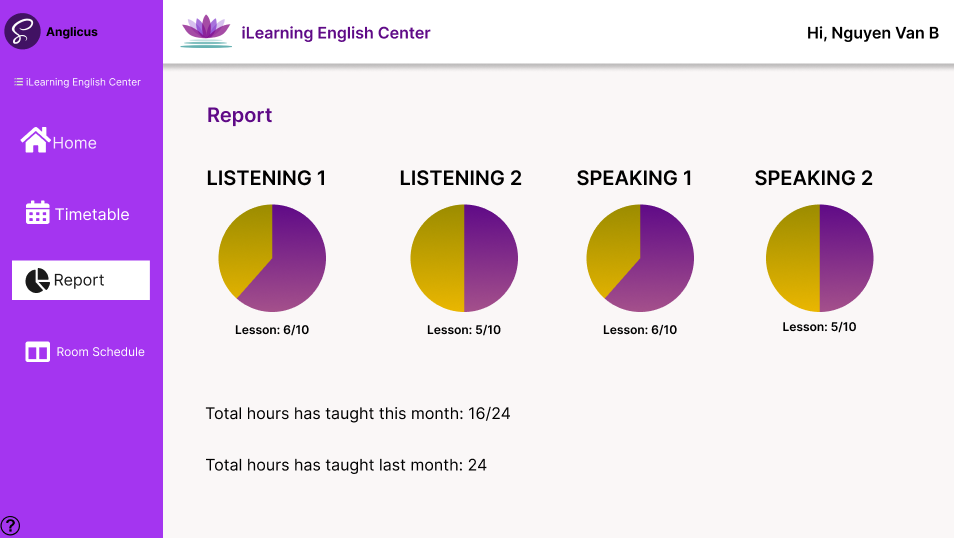 Anglicus
iLearning English Center
Hi, Nguyen Van B
iLearning English Center
Home
Timetable
Report
Room Schedule
Report
LISTENING 1
LISTENING 2
SPEAKING 1
SPEAKING 2
Lesson: 6/10
Lesson: 5/10
Lesson: 6/10
Lesson: 5/10
Total hours has taught this month: 16/24
Total hours has taught last month: 24
?